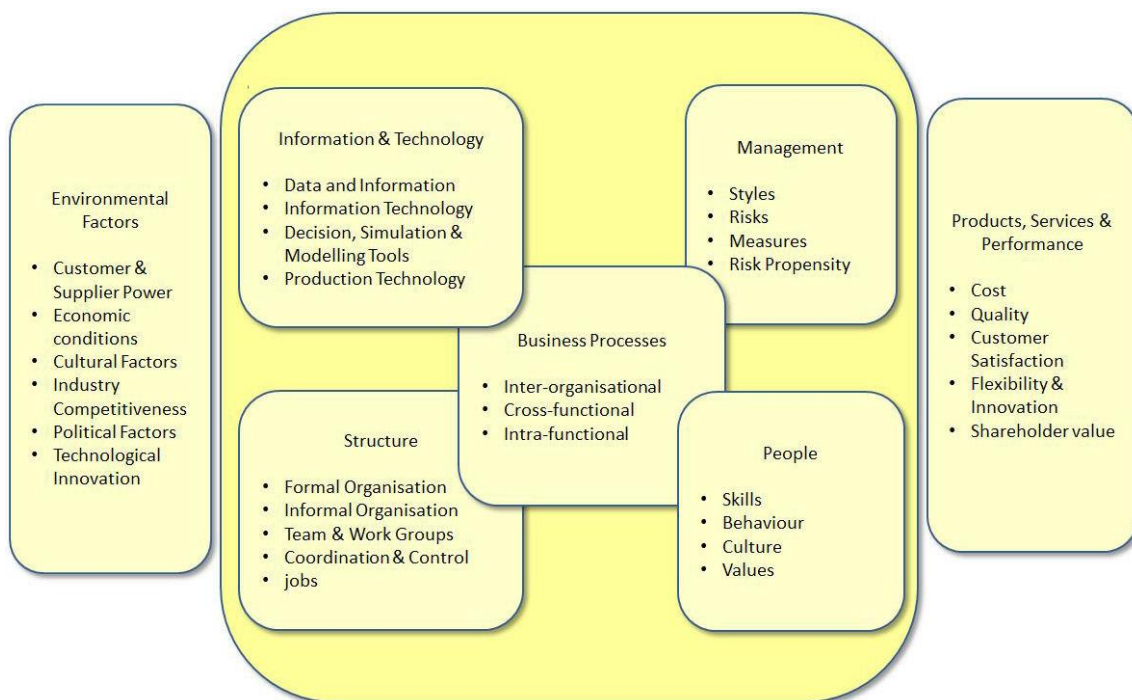 Environmental
Factors
• Customer &
Supplier Power
• Economic
conditions
• Cultural Factors
• Industry
Competitiveness
• Political Factors
• Technological
Innovation
Information & Technology
• Data and Information
• Information Technology
• Decision, Simulation &
Modelling Tools
• Production Technology
Management
• Styles
• Risks
• Measures
• Risk Propensity
Business Processes
• Inter-organisational
• Cross-functional
• Intra-functional
Structure
• Formal Organisation
• Informal Organisation
• Team & Work Groups
• Coordination & Control
• jobs
People
• Skills
• Behaviour
• Culture
• Values
Products, Services &
Performance
• Cost
• Quality
• Customer
Satisfaction
• Flexibility &
Innovation
• Shareholder value